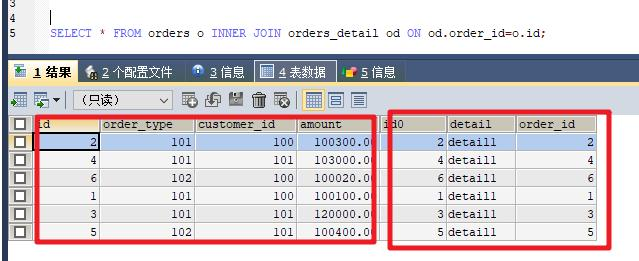 3
4
5 SELECT * FROM orders o INNER JOIN orders_detail od ON od.order_id=o.id;
1 结果 2 个配置文件 3 信息 4 表数据 5 信息
（只读）
id order_type customer_id amount id0 detail order_id
2 101 100 100300.00 2 detail1 2
4 101 101 103000.00 4 detail1 4
6 102 100 100020.00 6 detail1 6
1 101 100 100100.00 1 detail1 1
3 101 101 120000.00 3 detail1 3
5 102 101 100400.00 5 detail1 5